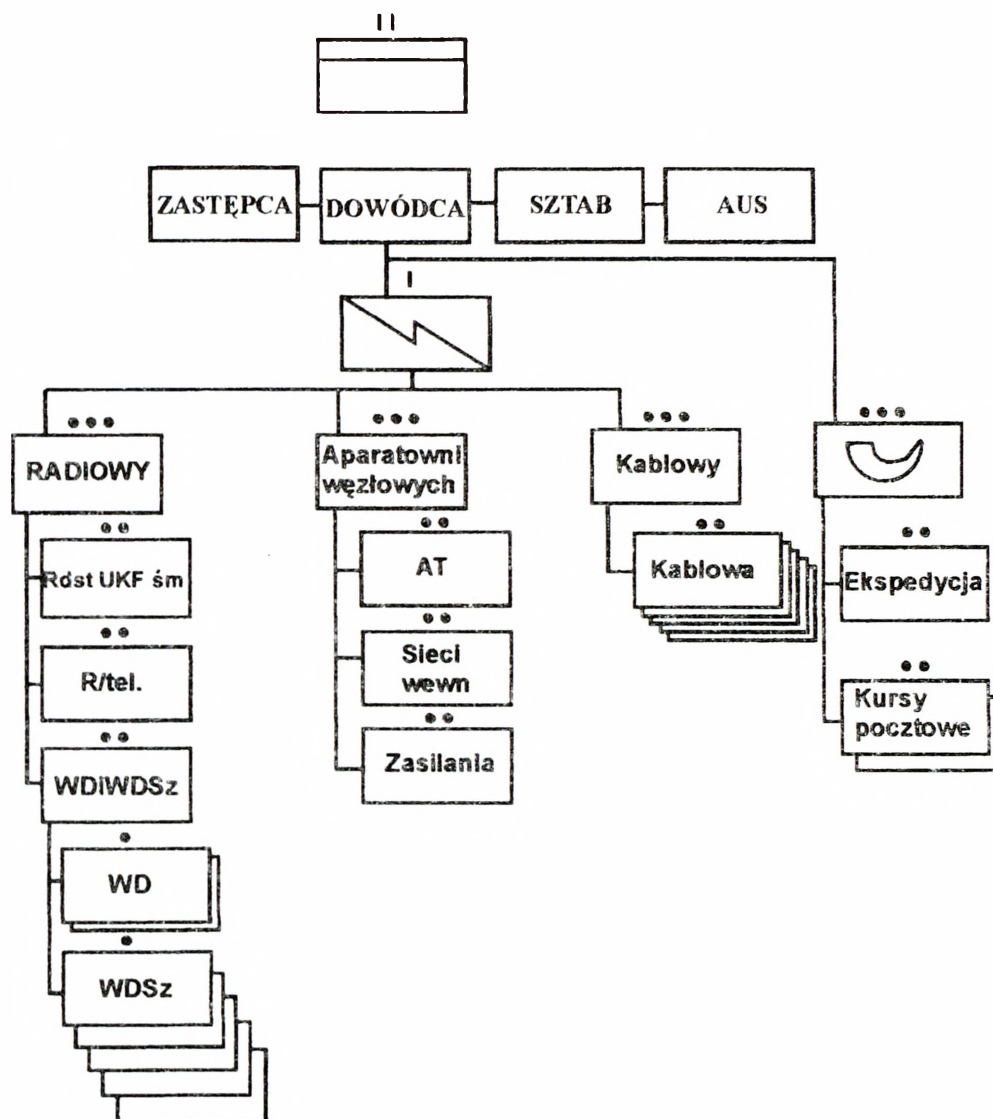 II
ZASTĘPCA
DOWÓDCA
SZTAB
AUS
I
RADIOWY
Aparatowni
węzłowych
Kablowy
Rdst UKF śm
AT
Kablowa
Ekspedycja
R/tel.
Sieci
wewn
Kursy
pocztowe
WDiWDSz
Zasilania
WD
WDSz